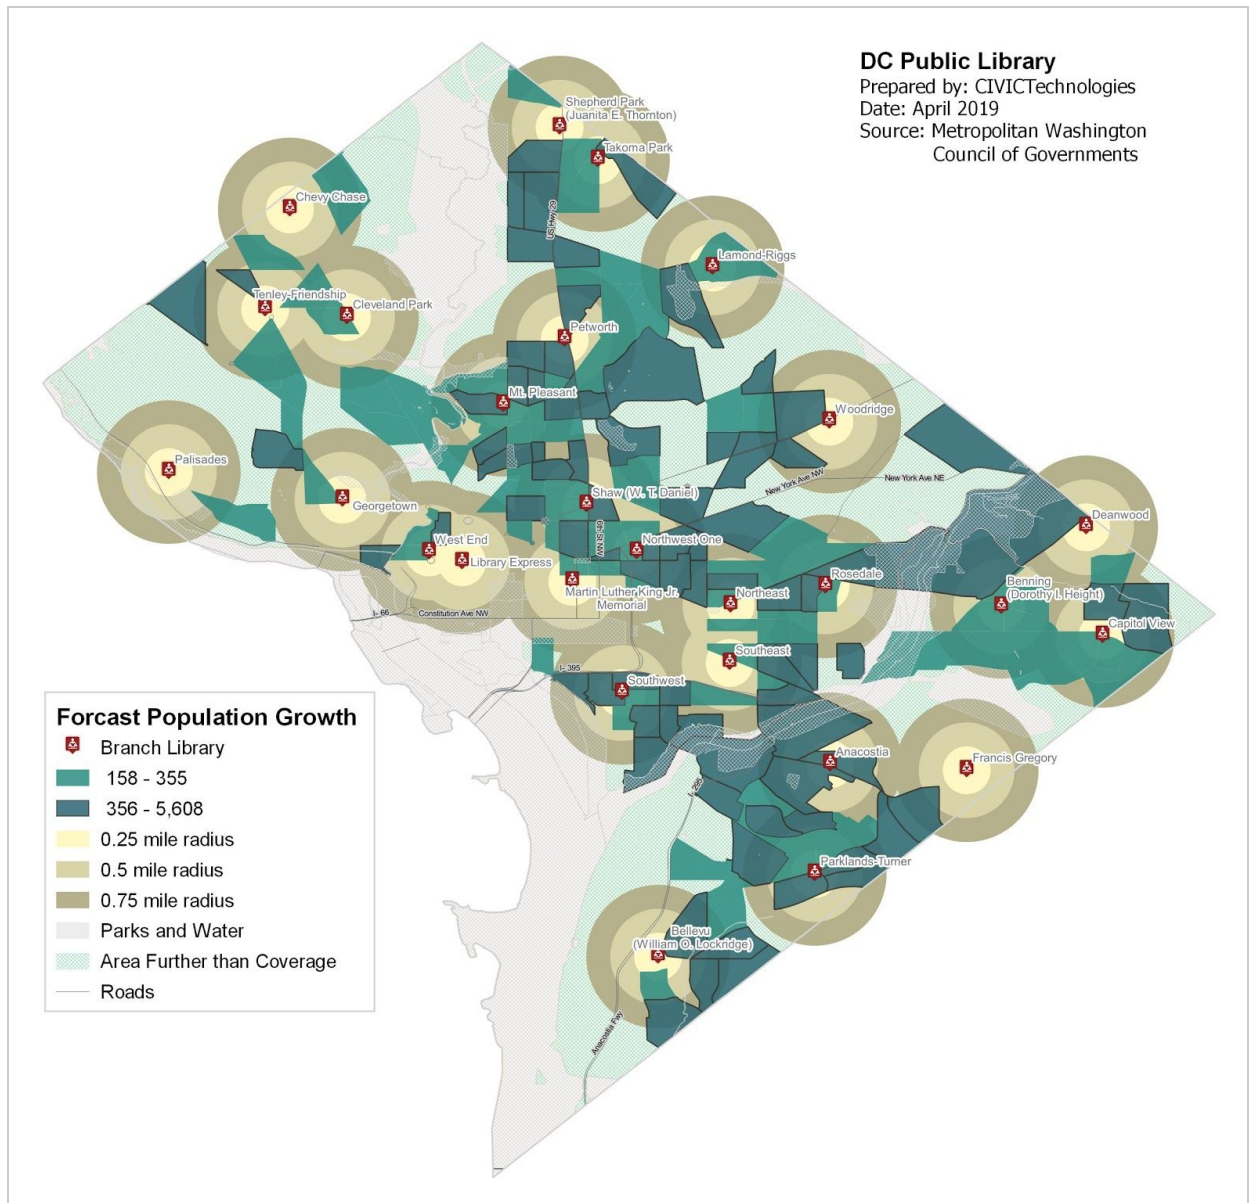 DC Public Library
Prepared by: CIVICTechnologies
Date: April 2019
Source: Metropolitan Washington
Council of Governments
Shepherd Park
(Juanita E. Thornton)
Takoma Park
US Hwy 29
Chevy Chase
Lamond-Riggs
Tenley-Friendship
Cleveland Park
Petworth
Mt. Pleasant
Woodridge
Palisades
Georgetown
Shaw (W. T. Daniel)
New York Ave NW
New York Ave NE
Deanwood
West End
Library Express
6th St NW
Northwest One
Rosedale
Benning
(Dorothy I. Height)
Martin Luther King Jr.
Memorial
Northeast
I- 66
Constitution Ave NW
Capitol View
Southeast
I- 395
Southwest
Anacostia
Francis Gregory
I- 295
Parklands-Turner
Bellevu
(William O. Lockridge)
Anacostia Fwy
Forcast Population Growth
Branch Library
158 - 355
356 - 5,608
0.25 mile radius
0.5 mile radius
0.75 mile radius
Parks and Water
Area Further than Coverage
Roads